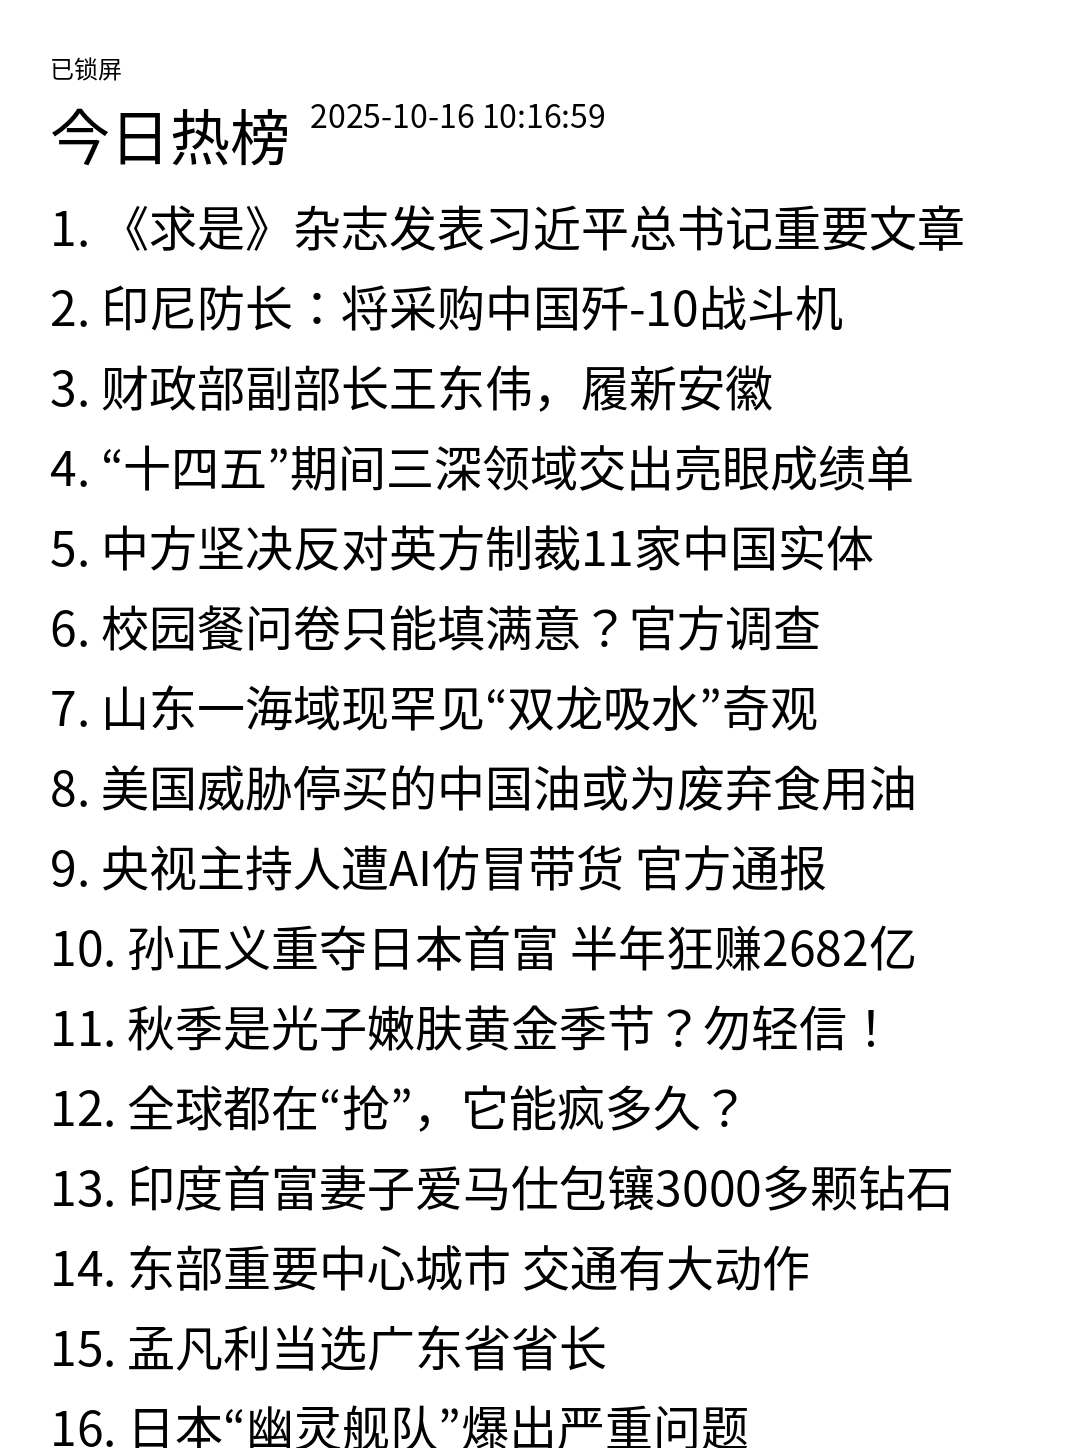 已锁屏
今日热榜 2025-10-16 10:16:59
1. 《求是》杂志发表习近平总书记重要文章
2. 印尼防长：将采购中国歼-10战斗机
3. 财政部副部长王东伟，履新安徽
4. “十四五”期间三深领域交出亮眼成绩单
5. 中方坚决反对英方制裁11家中国实体
6. 校园餐问卷只能填满意？官方调查
7. 山东一海域现罕见“双龙吸水”奇观
8. 美国威胁停买的中国油或为废弃食用油
9. 央视主持人遭AI仿冒带货 官方通报
10. 孙正义重夺日本首富 半年狂赚2682亿
11. 秋季是光子嫩肤黄金季节？勿轻信！
12. 全球都在“抢”，它能疯多久？
13. 印度首富妻子爱马仕包镶3000多颗钻石
14. 东部重要中心城市 交通有大动作
15. 孟凡利当选广东省省长
16. 日本“幽灵舰队”爆出严重问题